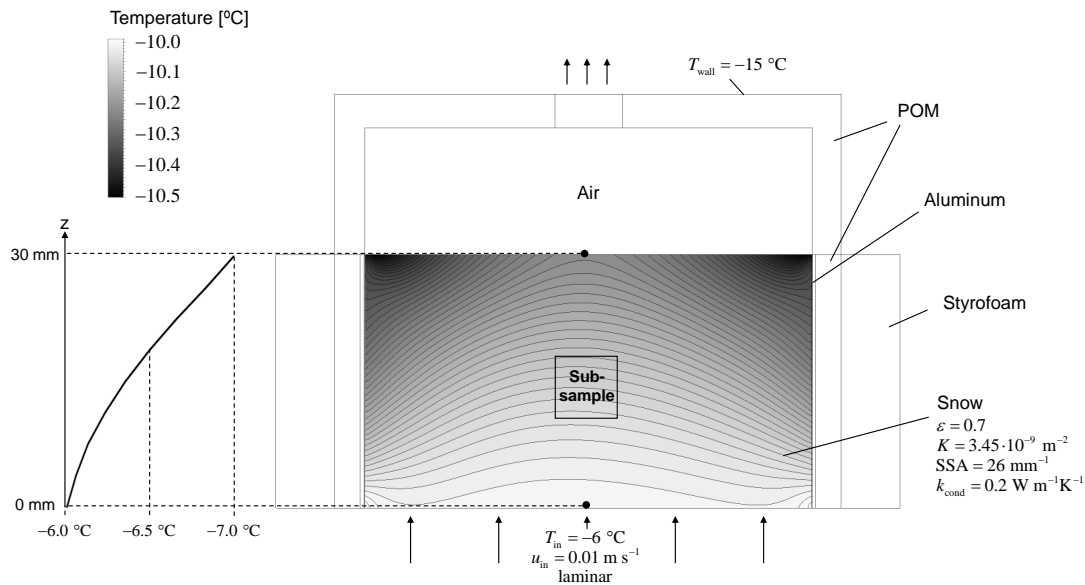 Temperature [ºC]
−10.0
−10.1
−10.2
−10.3
−10.4
−10.5
T_wall = −15 °C
POM
Air
Aluminum
z
30 mm
Styrofoam
Sub-
sample
Snow
ε = 0.7
K = 3.45·10⁻⁹ m⁻²
SSA = 26 mm⁻¹
k_cond = 0.2 W m⁻¹K⁻¹
0 mm
−6.0 °C
−6.5 °C
−7.0 °C
T_in = −6 °C
u_in = 0.01 m s⁻¹
laminar